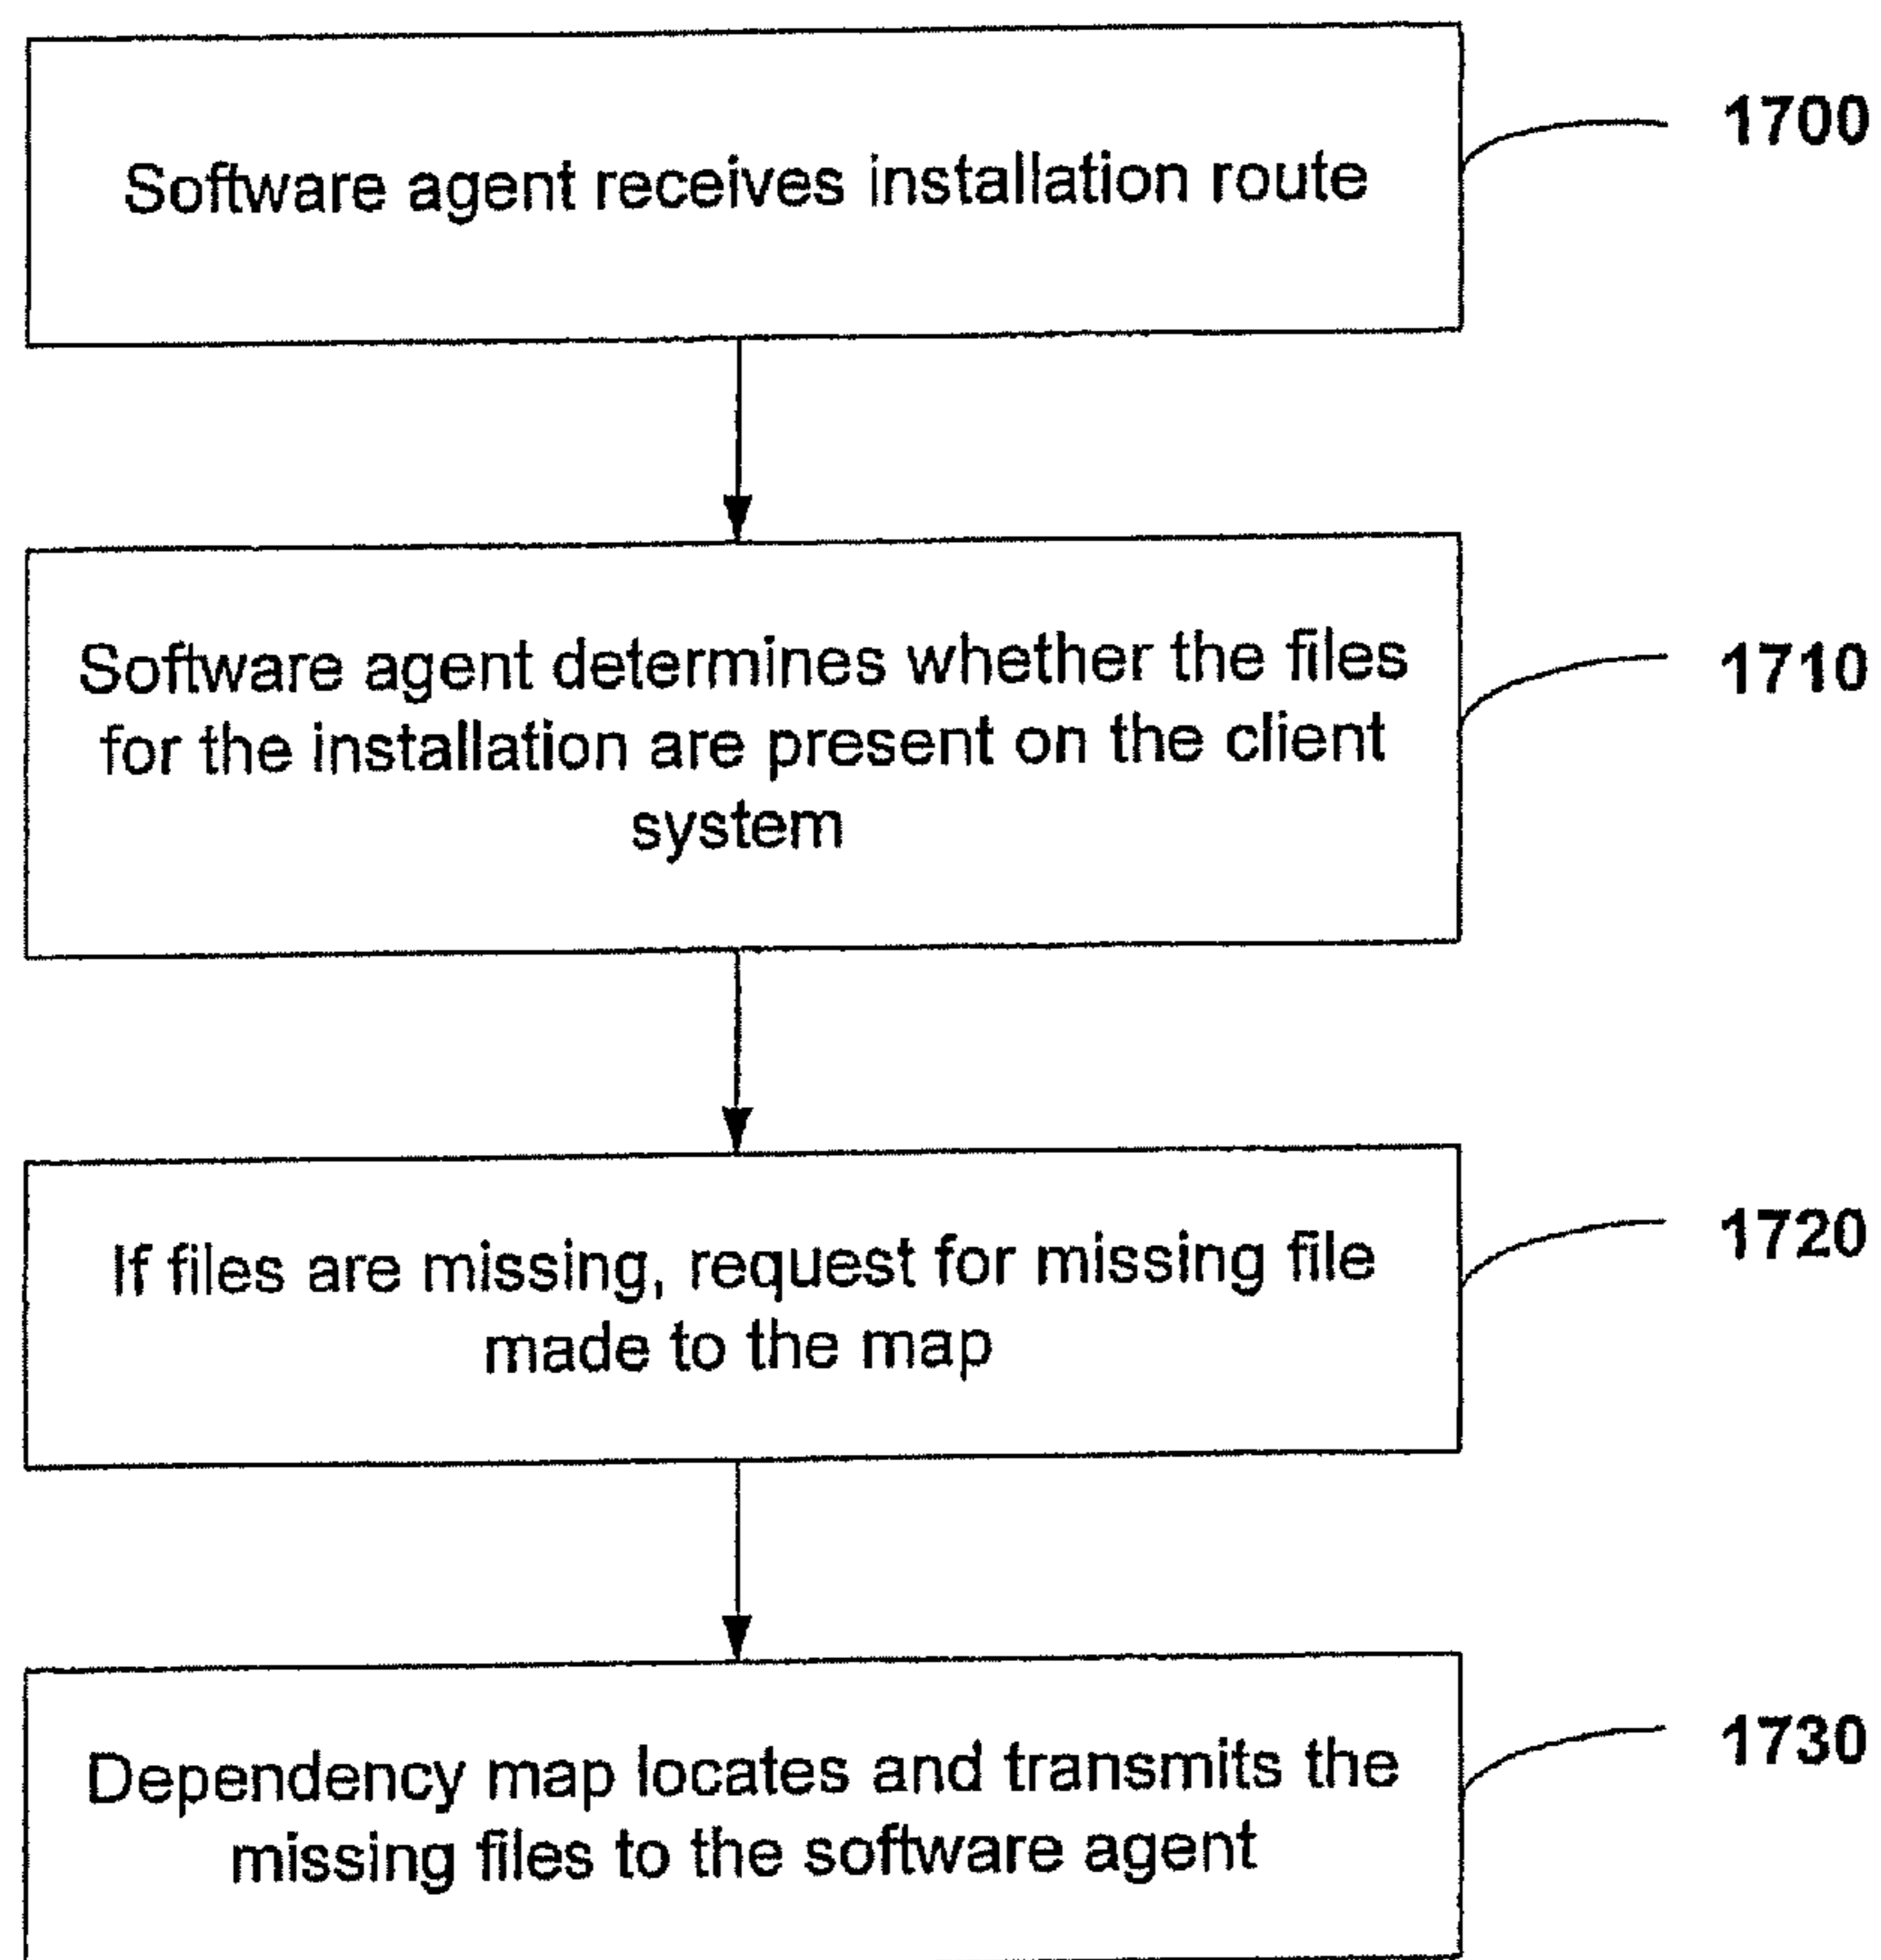 Software agent receives installation route
1700
Software agent determines whether the files
for the installation are present on the client
system
1710
If files are missing, request for missing file
made to the map
1720
Dependency map locates and transmits the
missing files to the software agent
1730